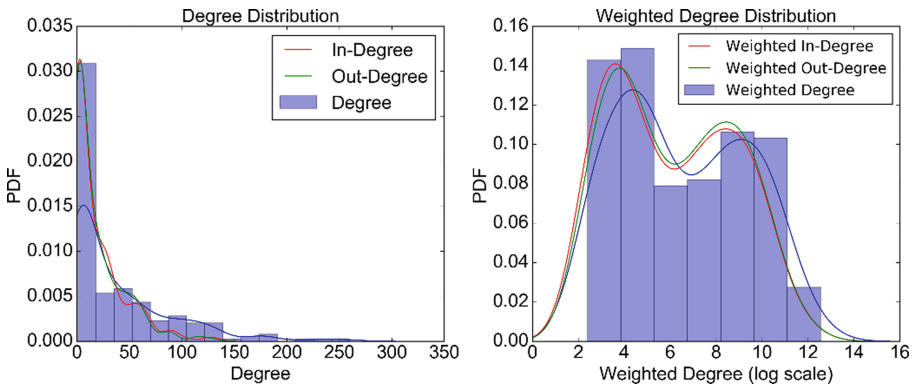 Degree Distribution
0.035
0.030
0.025
0.020
0.015
0.010
0.005
0.000
PDF
In-Degree
Out-Degree
Degree
0 50 100 150 200 250 300 350
Degree
Weighted Degree Distribution
0.16
0.14
0.12
0.10
0.08
0.06
0.04
0.02
0.00
PDF
Weighted In-Degree
Weighted Out-Degree
Weighted Degree
0 2 4 6 8 10 12 14 16
Weighted Degree (log scale)